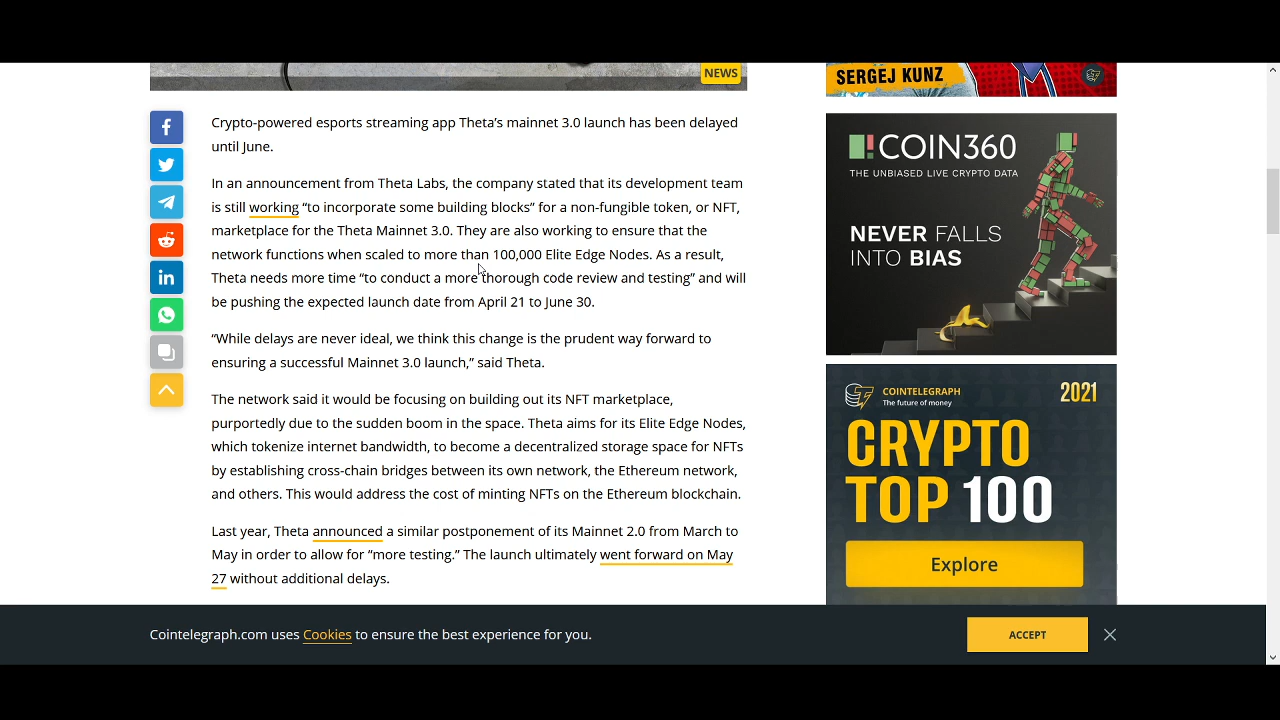 NEWS
Crypto-powered esports streaming app Theta's mainnet 3.0 launch has been delayed
until June.
In an announcement from Theta Labs, the company stated that its development team
is still working “to incorporate some building blocks” for a non-fungible token, or NFT,
marketplace for the Theta Mainnet 3.0. They are also working to ensure that the
network functions when scaled to more than 100,000 Elite Edge Nodes. As a result,
Theta needs more time “to conduct a more thorough code review and testing” and will
be pushing the expected launch date from April 21 to June 30.
“While delays are never ideal, we think this change is the prudent way forward to
ensuring a successful Mainnet 3.0 launch,” said Theta.
The network said it would be focusing on building out its NFT marketplace,
purportedly due to the sudden boom in the space. Theta aims for its Elite Edge Nodes,
which tokenize internet bandwidth, to become a decentralized storage space for NFTs
by establishing cross-chain bridges between its own network, the Ethereum network,
and others. This would address the cost of minting NFTs on the Ethereum blockchain.
Last year, Theta announced a similar postponement of its Mainnet 2.0 from March to
May in order to allow for “more testing.” The launch ultimately went forward on May
27 without additional delays.
SERGEJ KUNZ
COIN360
THE UNBIASED LIVE CRYPTO DATA
NEVER FALLS
INTO BIAS
COINTELEGRAPH
The future of money
2021
CRYPTO
TOP 100
Explore
Cointelegraph.com uses Cookies to ensure the best experience for you.
ACCEPT